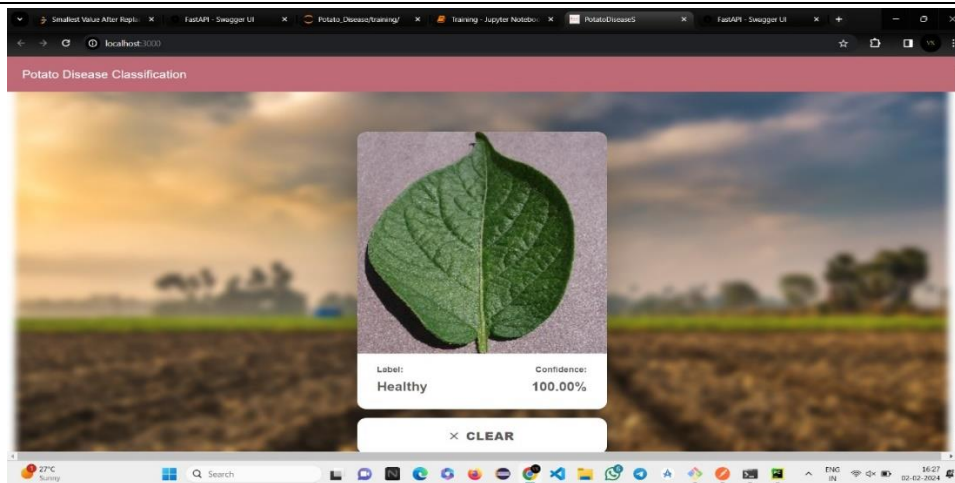 Smallest Value After Repla
FastAPI - Swagger UI
Potato_Disease/training/
Training - Jupyter Noteboo
PotatoDiseaseS
FastAPI - Swagger UI
localhost:3000
Potato Disease Classification
Label:
Confidence:
Healthy
100.00%
× CLEAR
27°C
Sunny
Search
ENG
IN
16:27
02-02-2024